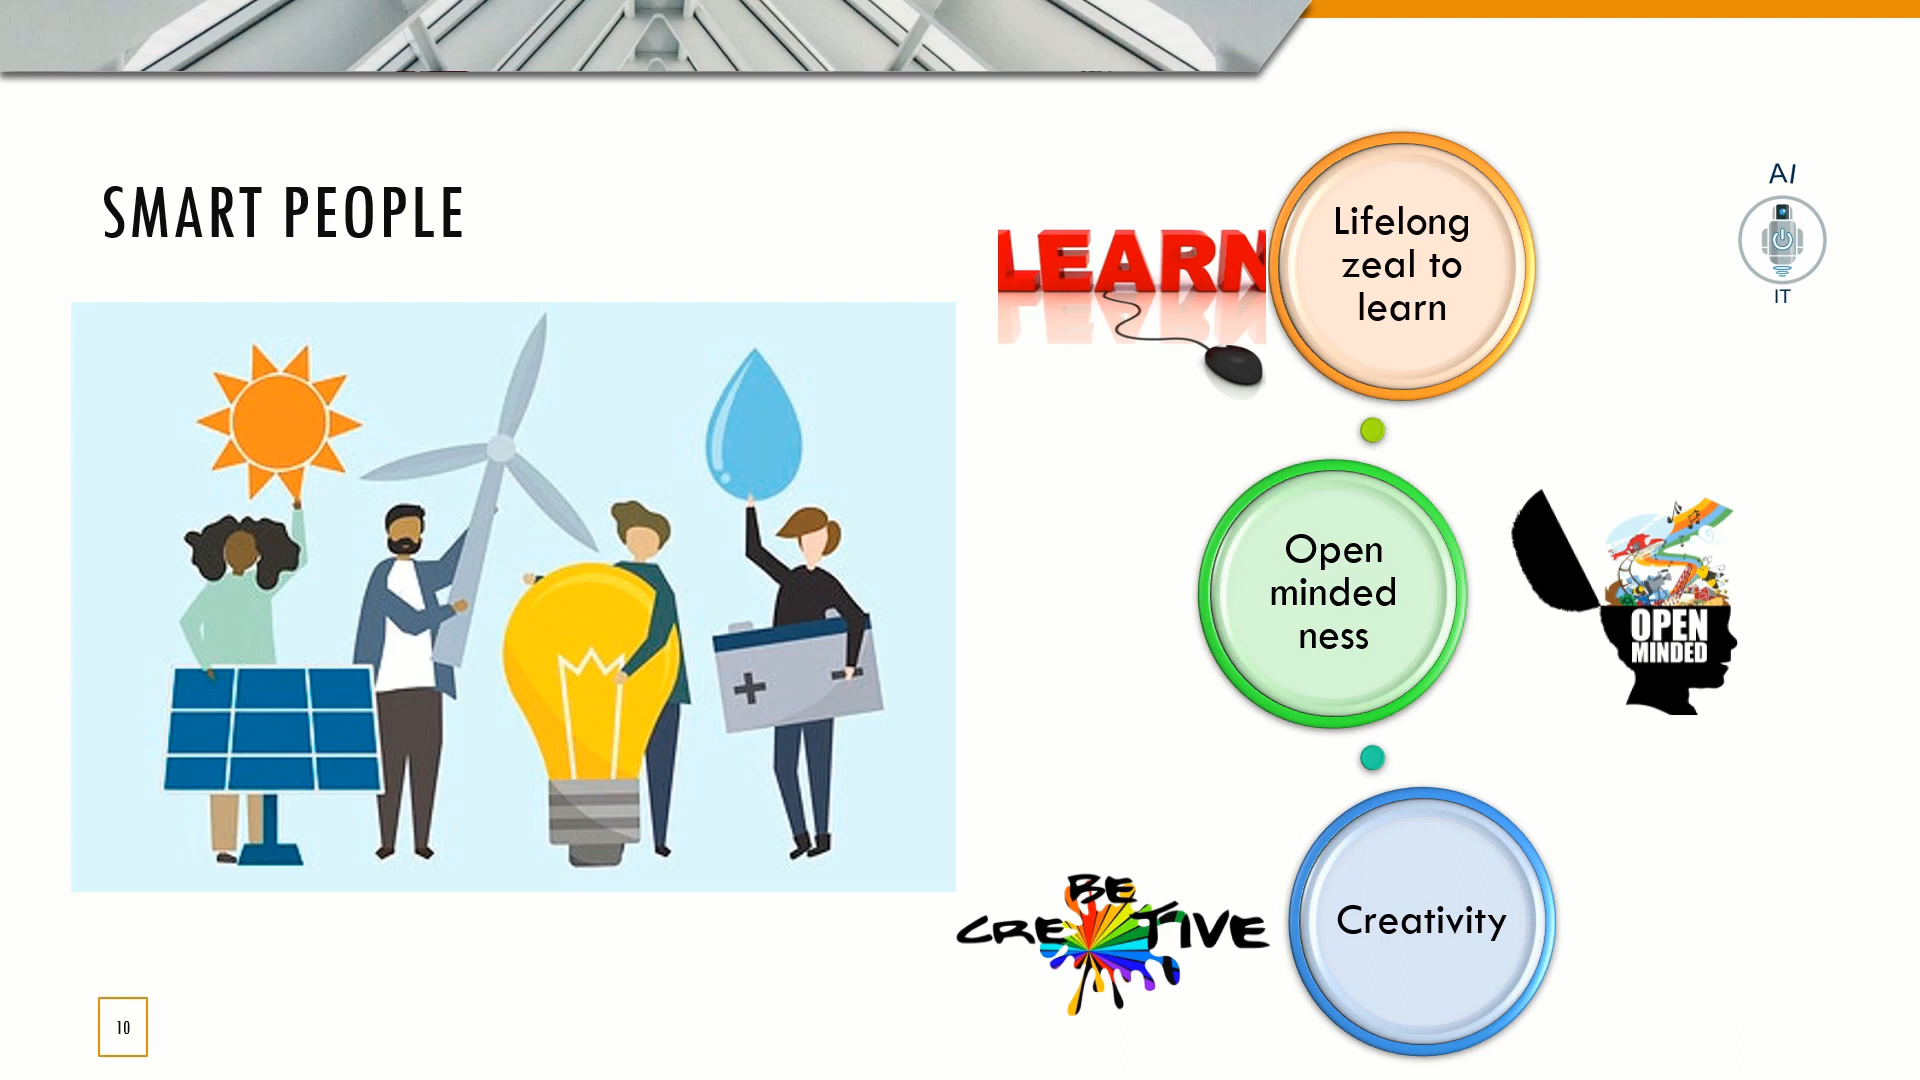 SMART PEOPLE
LEARN
Lifelong
zeal to
learn
AI
IT
Open
minded
ness
OPEN
MINDED
BE
CRE TIVE
Creativity
10